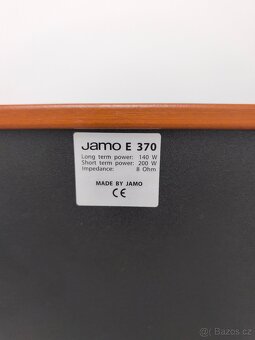 Jamo E 370
Long term power: 140 W
Short term power: 200 W
Impedance: 8 Ohm
MADE BY JAMO
CE
Bazos.cz